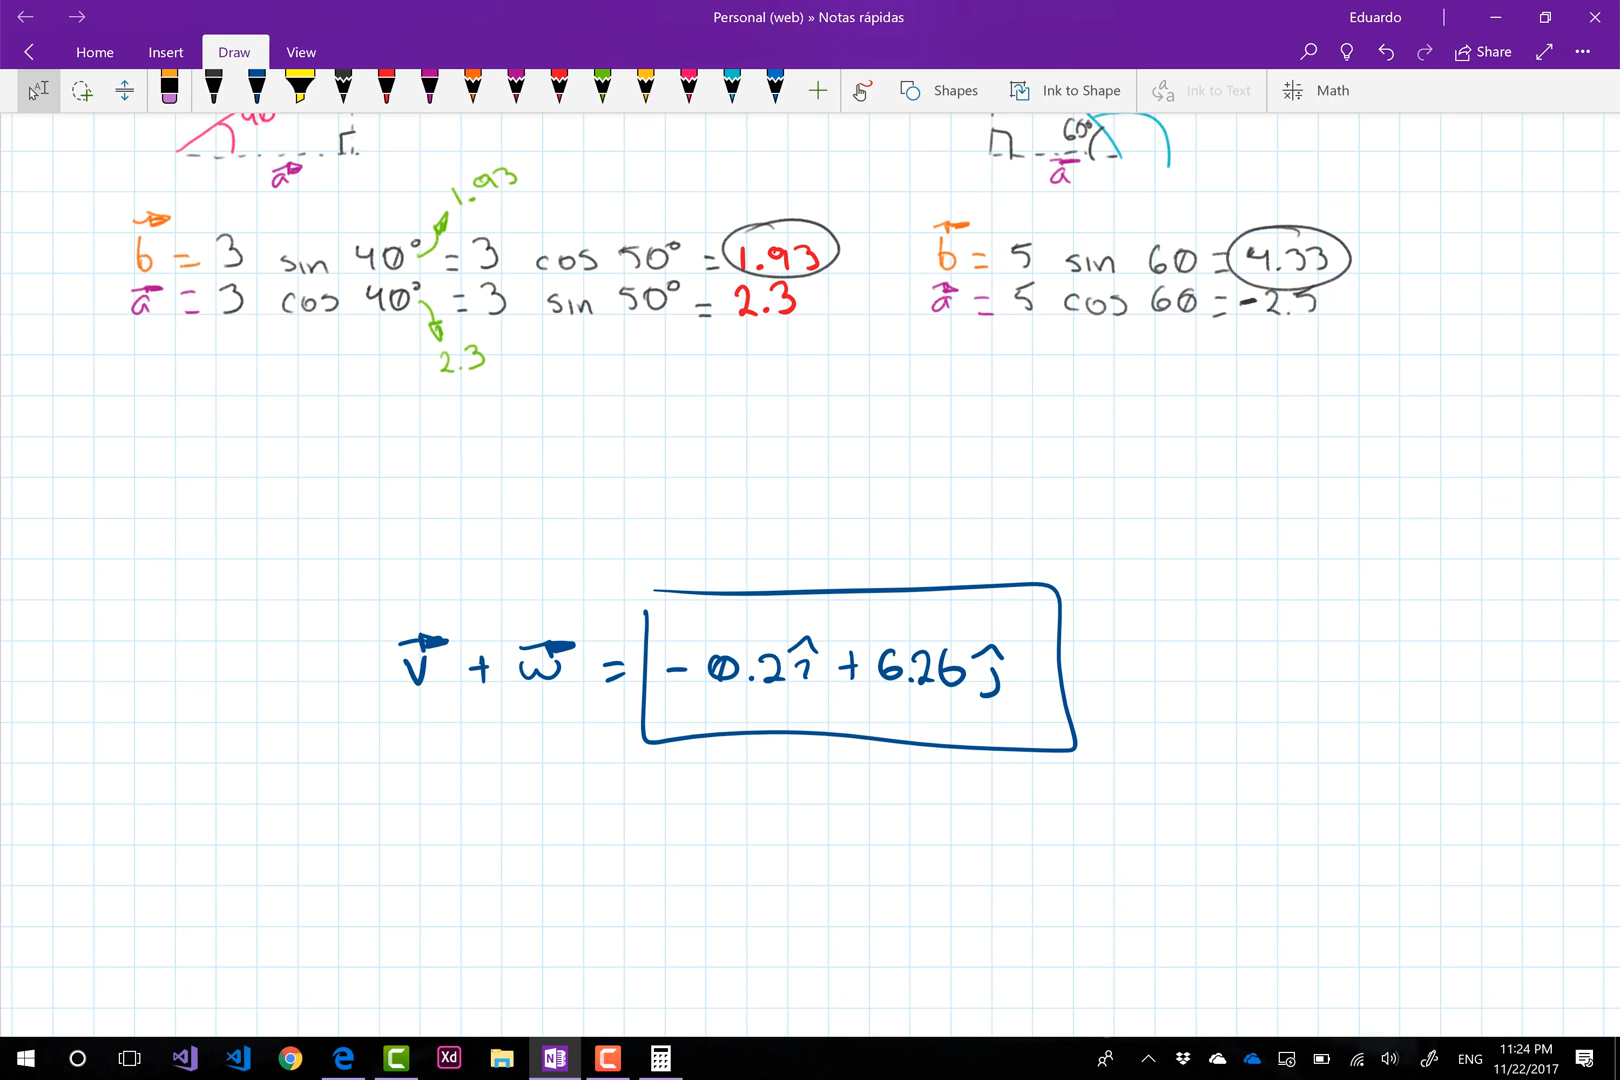 Personal (web) » Notas rápidas
Eduardo
Home Insert Draw View
Share
Shapes Ink to Shape Ink to Text Math
40
60°
a
a
1.93
b = 3 sin 40° = 3 cos 50° = 1.93
a = 3 cos 40° = 3 sin 50° = 2.3
2.3
b = 5 sin 60 = 4.33
a = 5 cos 60 = -2.5
v + w = - 0.2 î + 6.26 ĵ
ENG
11:24 PM
11/22/2017